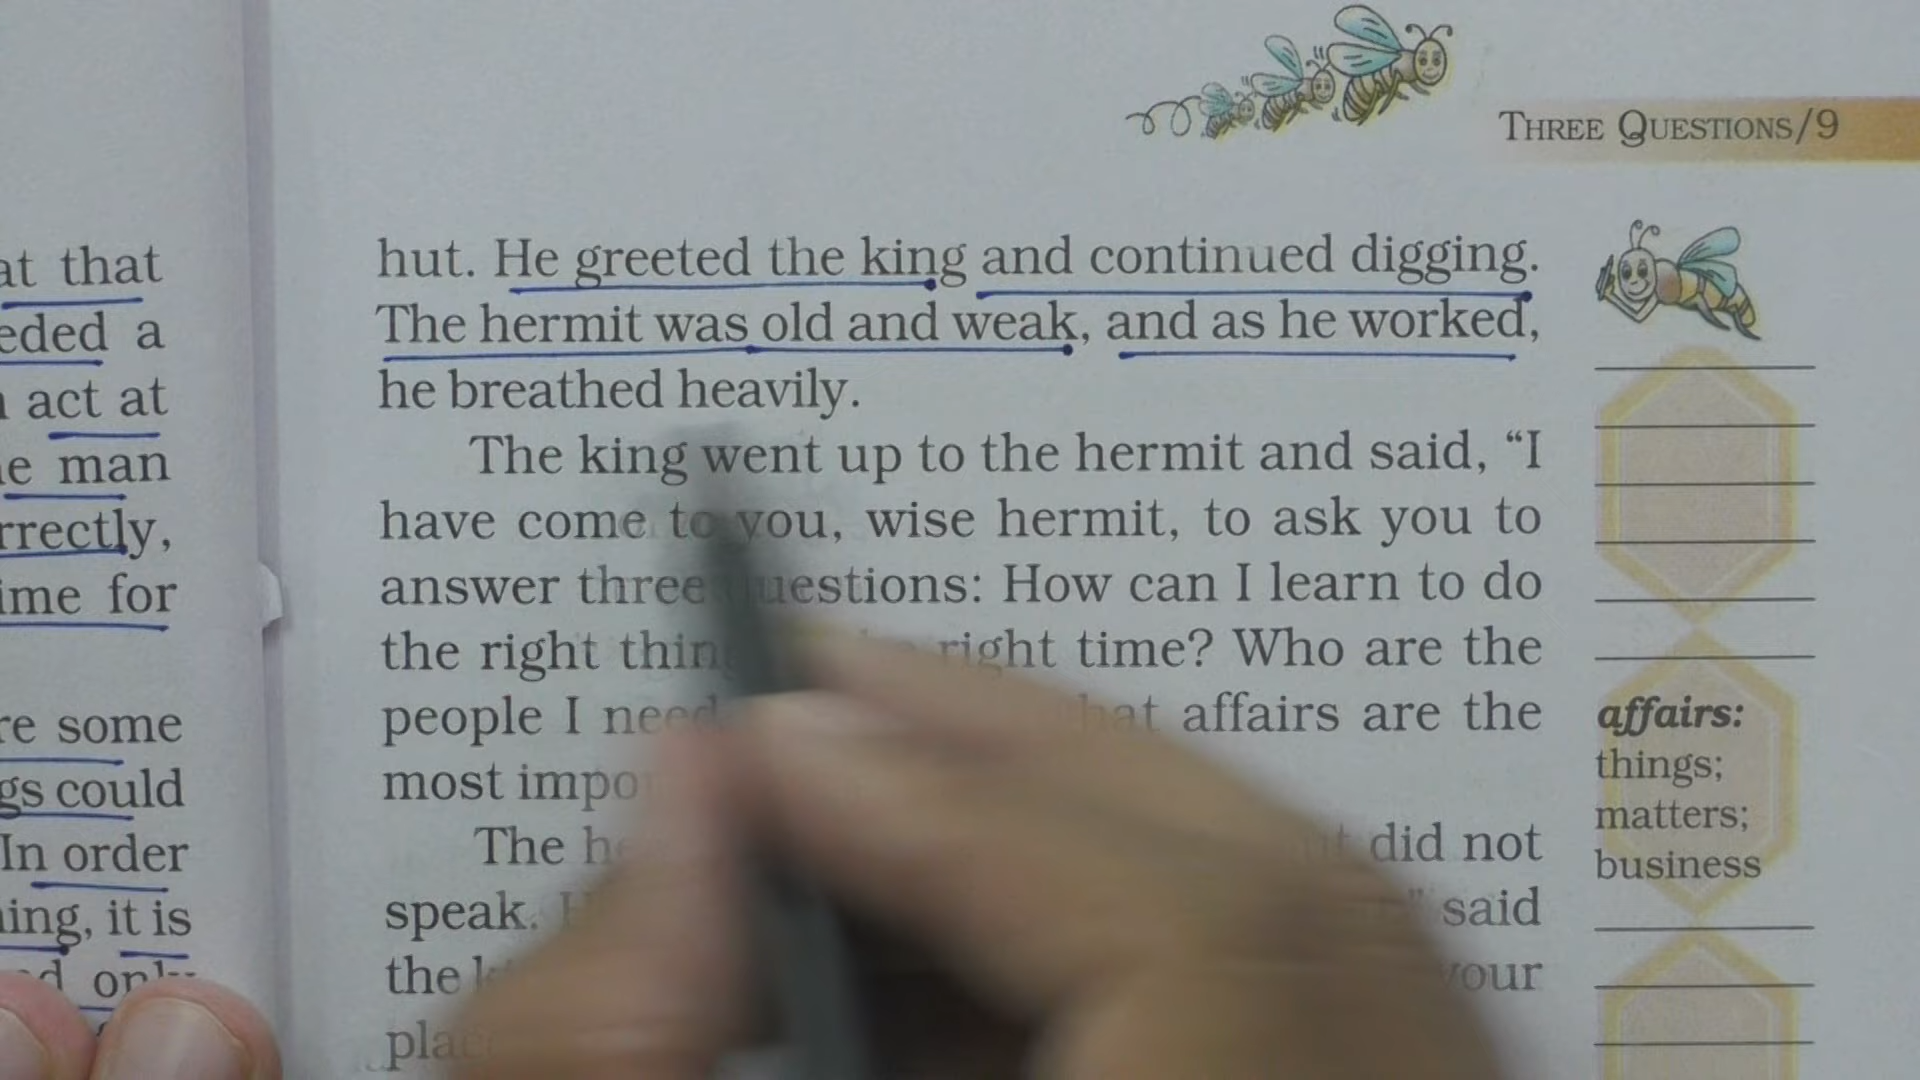 THREE QUESTIONS/9
at that
eded a
act at
e man
rrectly,
ime for
re some
gs could
In order
ing, it is
hut. He greeted the king and continued digging.
The hermit was old and weak, and as he worked,
he breathed heavily.
The king went up to the hermit and said, “I
have come to you, wise hermit, to ask you to
answer three questions: How can I learn to do
the right thin right time? Who are the
people I need hat affairs are the
most impo
The he did not
speak. said
the your
affairs:
things;
matters;
business